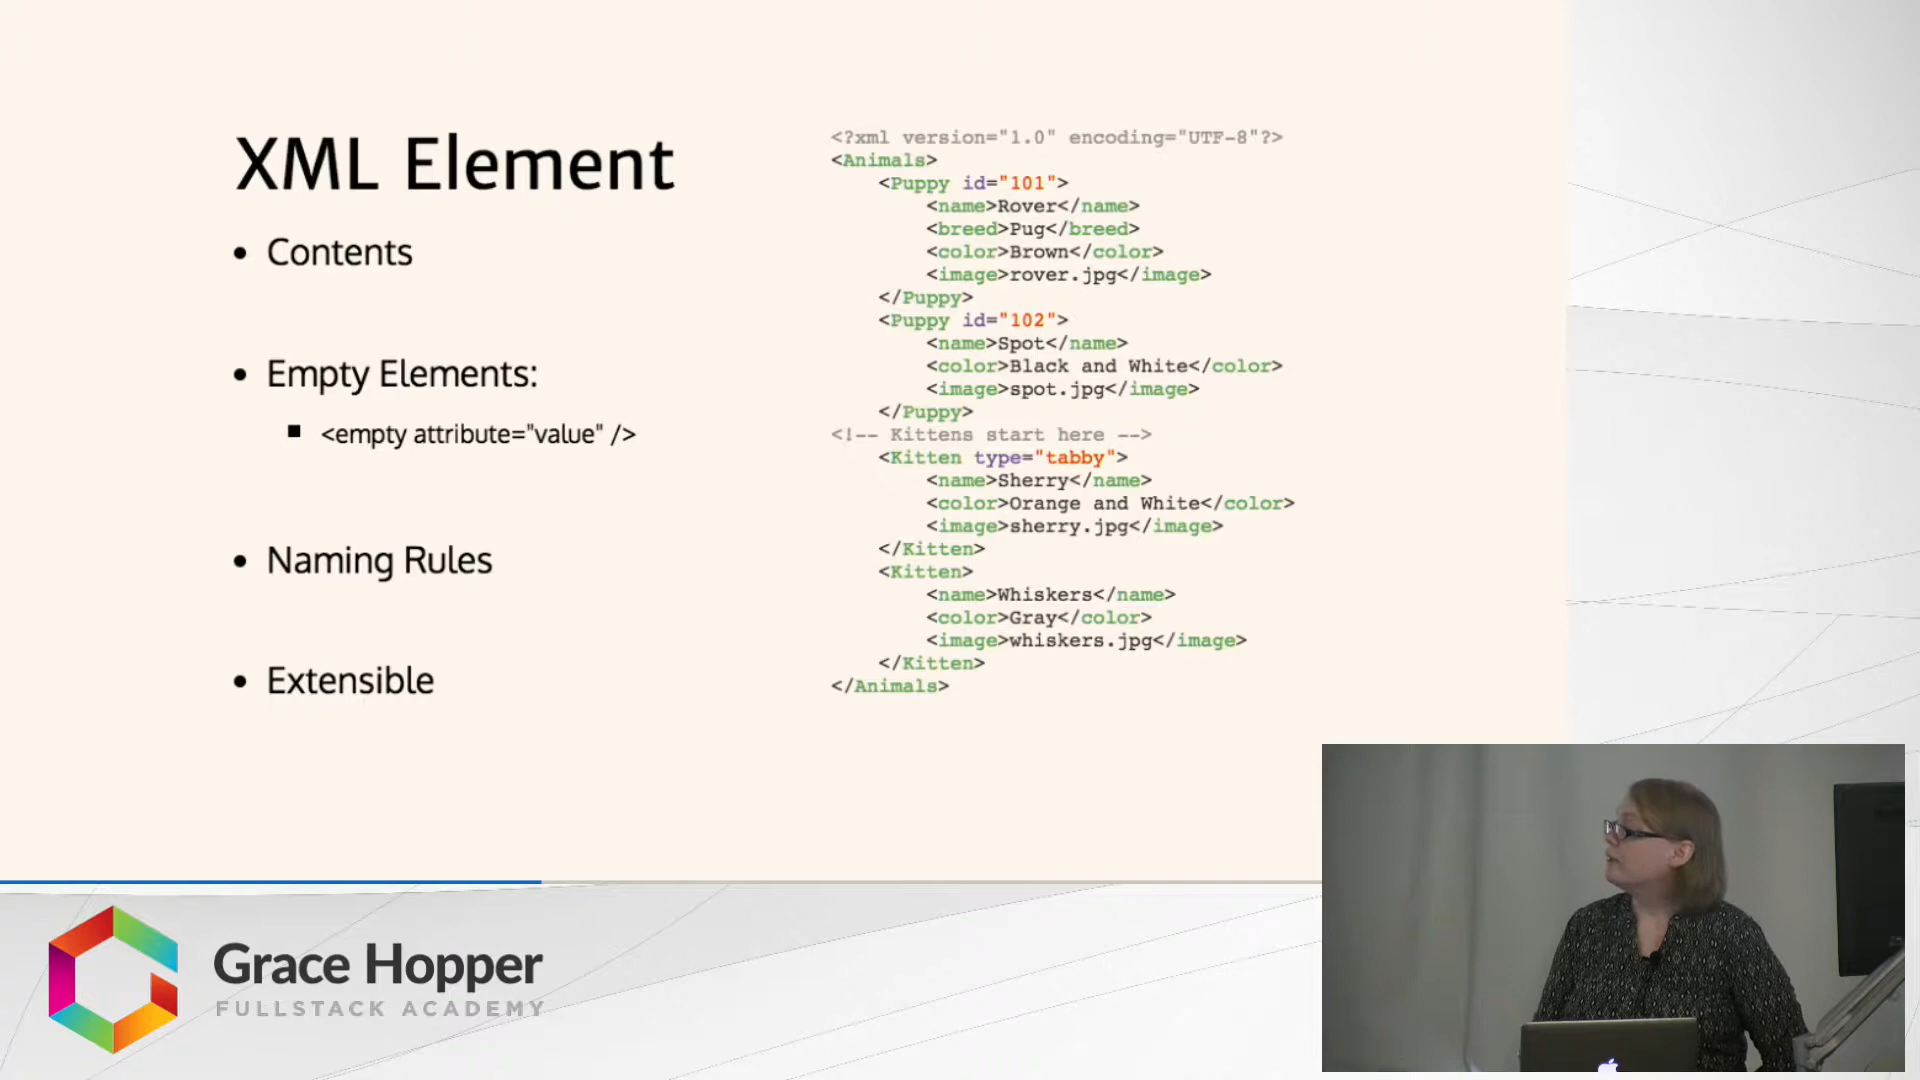 XML Element
• Contents
• Empty Elements:
▪ <empty attribute="value" />
• Naming Rules
• Extensible
<?xml version="1.0" encoding="UTF-8"?>
<Animals>
<Puppy id="101">
<name>Rover</name>
<breed>Pug</breed>
<color>Brown</color>
<image>rover.jpg</image>
</Puppy>
<Puppy id="102">
<name>Spot</name>
<color>Black and White</color>
<image>spot.jpg</image>
</Puppy>
<!-- Kittens start here -->
<Kitten type="tabby">
<name>Sherry</name>
<color>Orange and White</color>
<image>sherry.jpg</image>
</Kitten>
<Kitten>
<name>Whiskers</name>
<color>Gray</color>
<image>whiskers.jpg</image>
</Kitten>
</Animals>
Grace Hopper
FULLSTACK ACADEMY